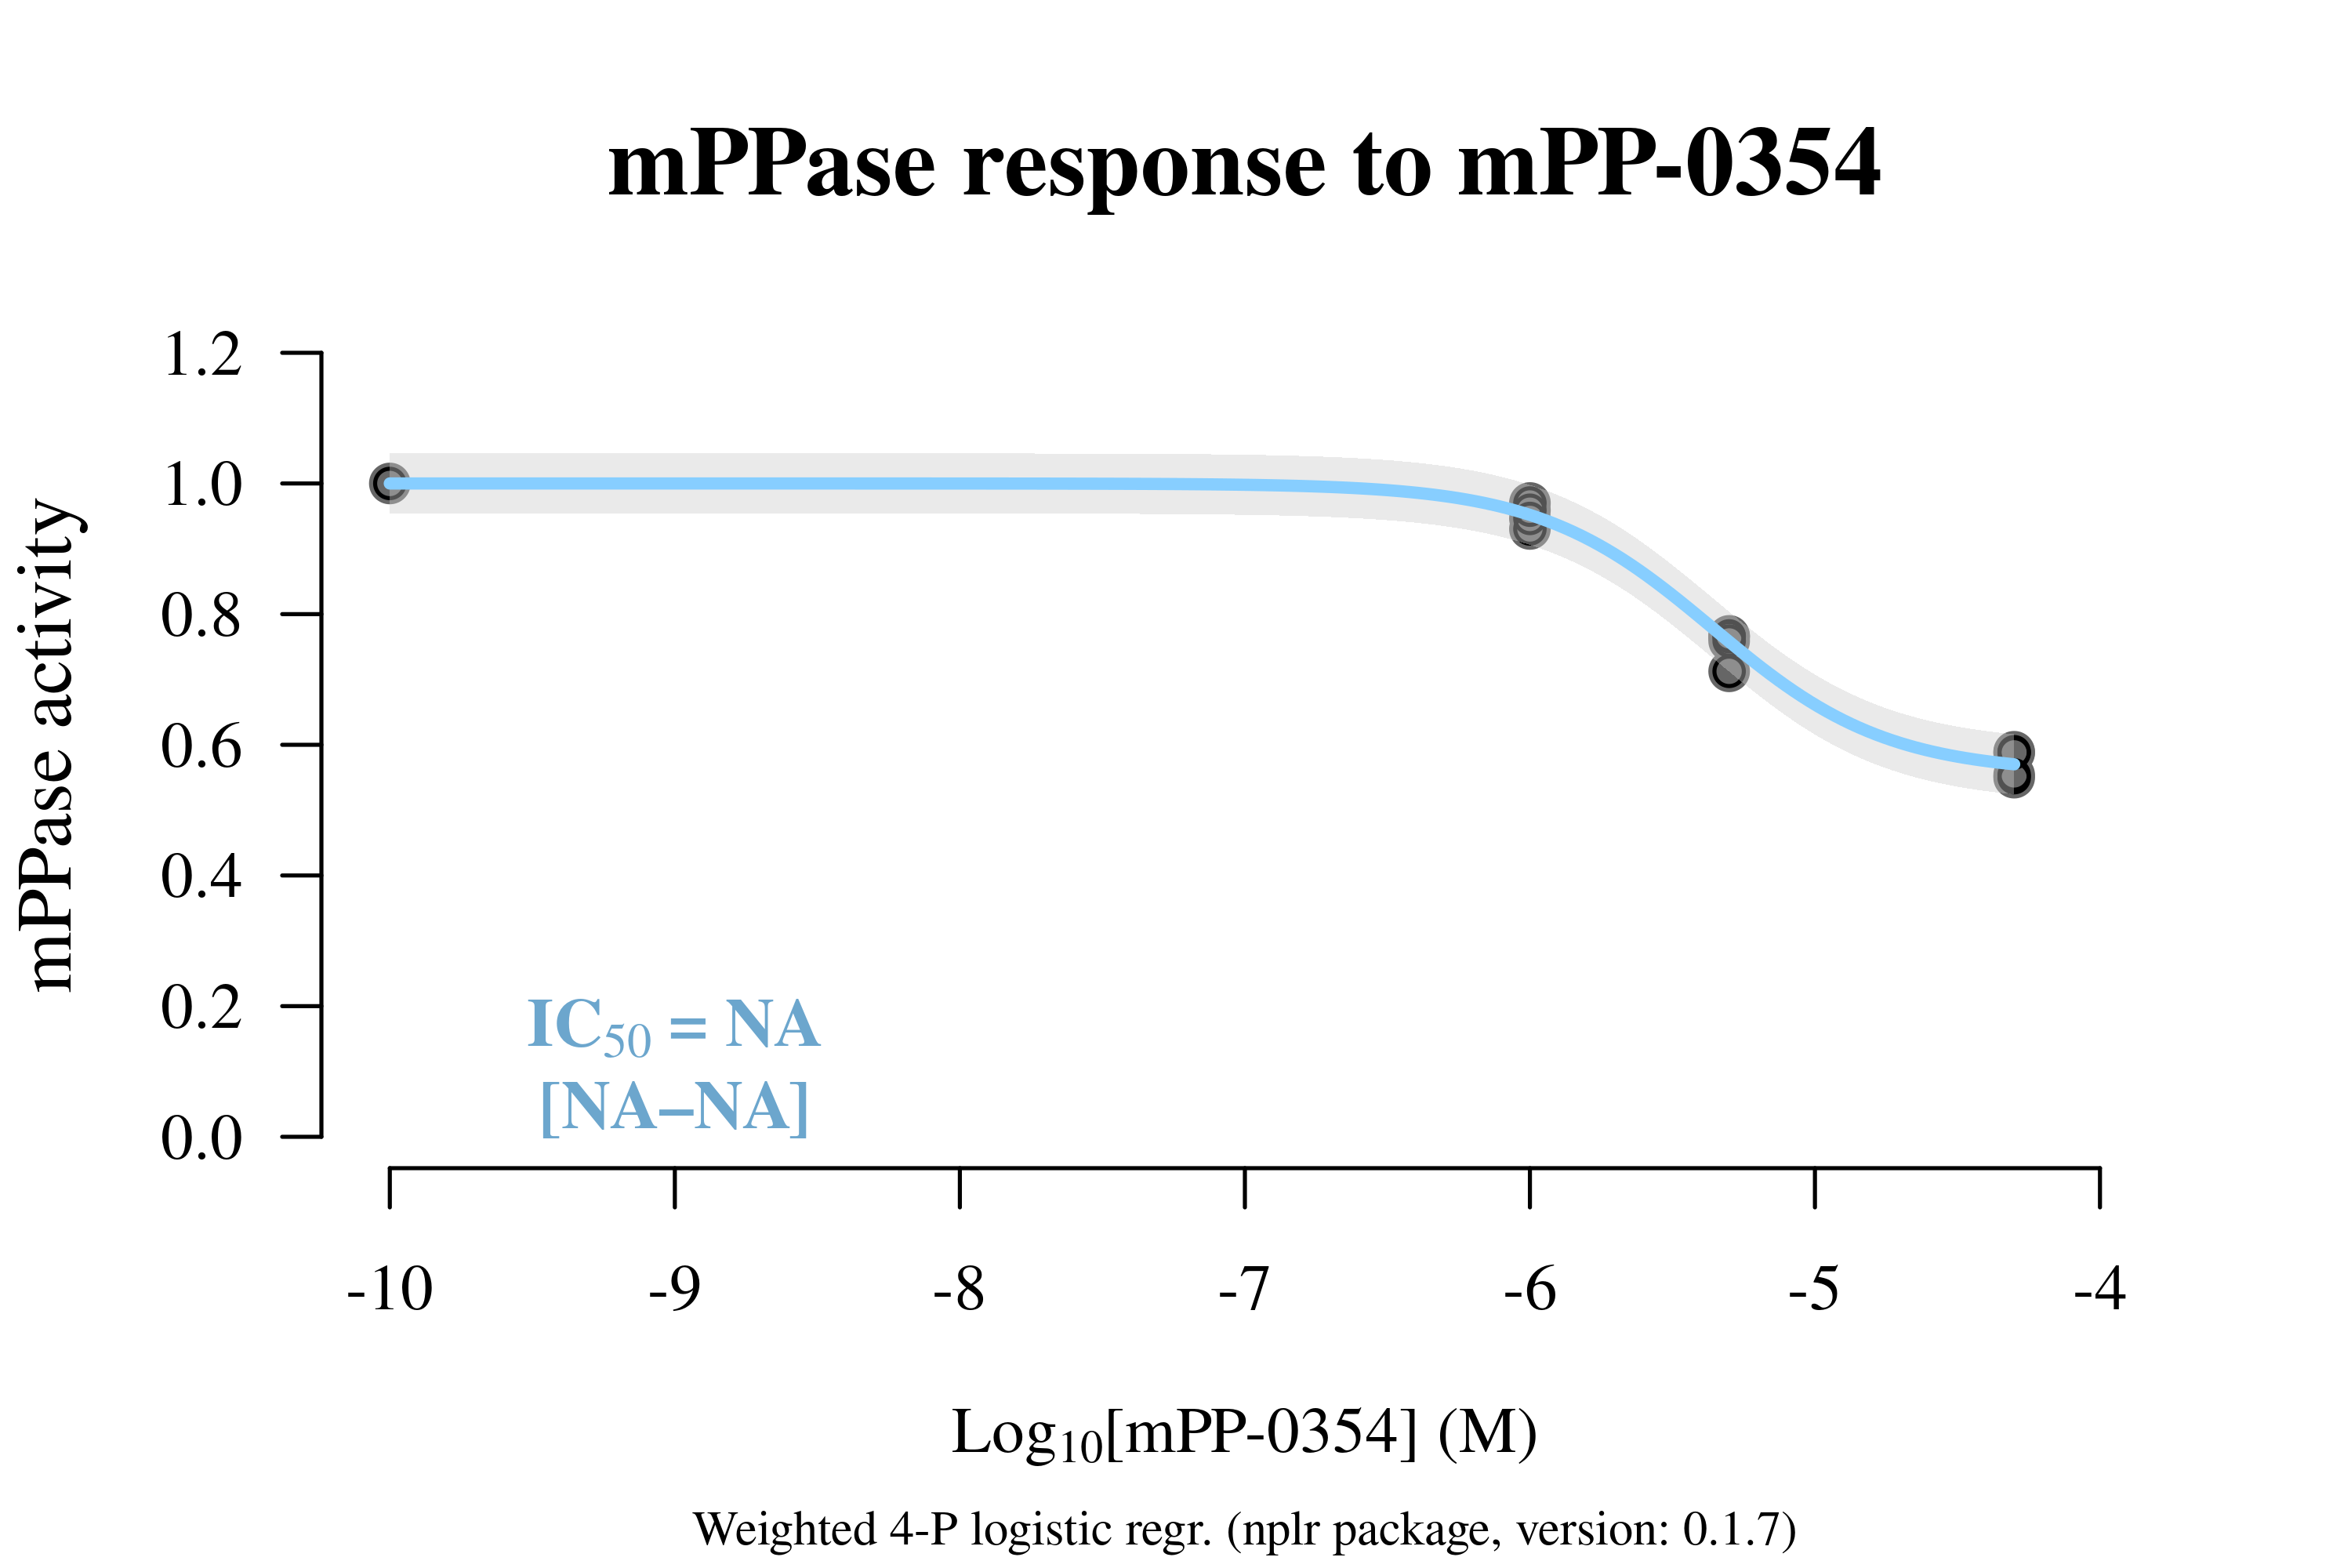 mPPase response to mPP-0354
1.2
1.0
0.8
0.6
0.4
0.2
0.0
mPPase activity
IC50 = NA
[NA–NA]
-10 -9 -8 -7 -6 -5 -4
Log10[mPP-0354] (M)
Weighted 4-P logistic regr. (nplr package, version: 0.1.7)